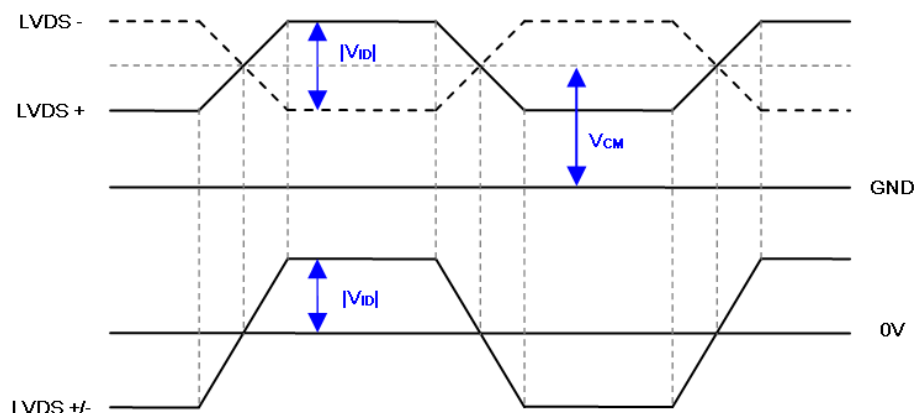 LVDS -
|VID|
LVDS +
VCM
GND
|VID|
0V
LVDS +/-